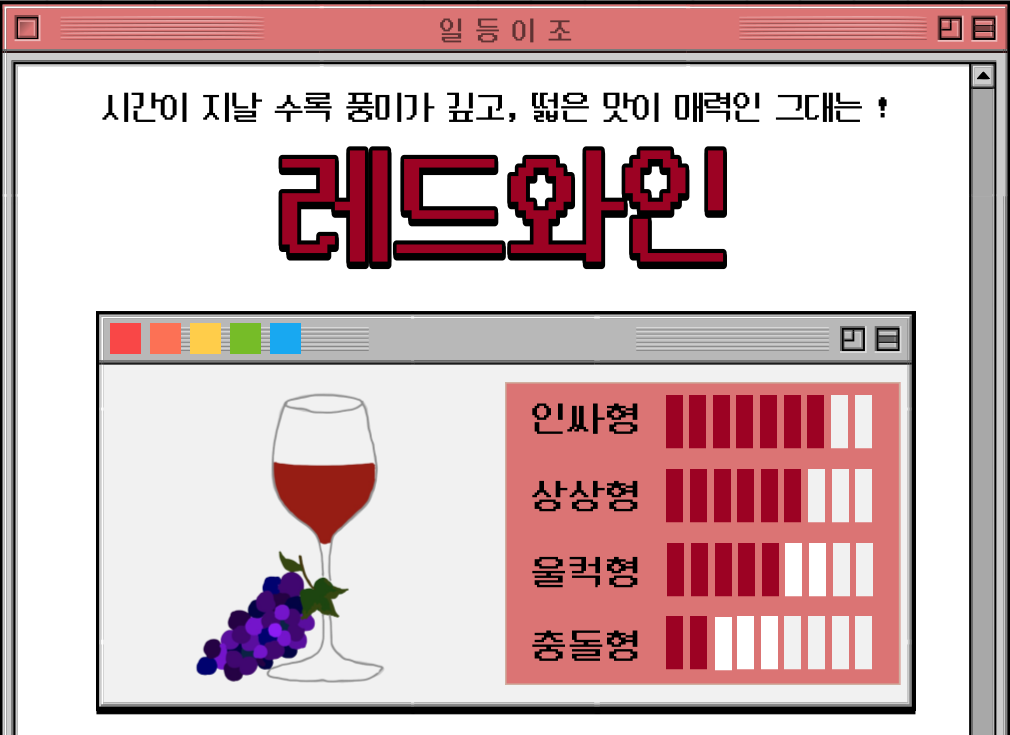 일등이조
시간이 지날 수록 풍미가 깊고, 떫은 맛이 매력인 그대는 !
레드와인
인싸형
상상형
울컥형
충돌형